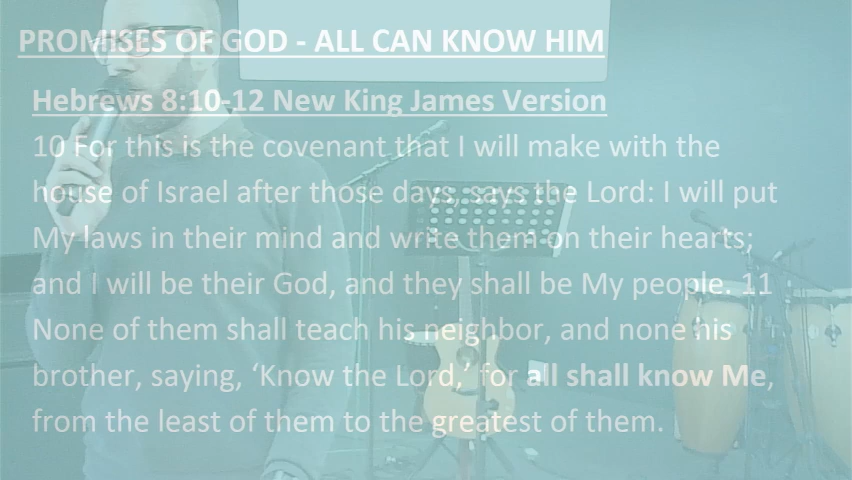 PROMISES OF GOD - ALL CAN KNOW HIM
Hebrews 8:10-12 New King James Version
10 For this is the covenant that I will make with the
house of Israel after those days, says the Lord: I will put
My laws in their mind and write them on their hearts;
and I will be their God, and they shall be My people. 11
None of them shall teach his neighbor, and none his
brother, saying, ‘Know the Lord,’ for all shall know Me,
from the least of them to the greatest of them.